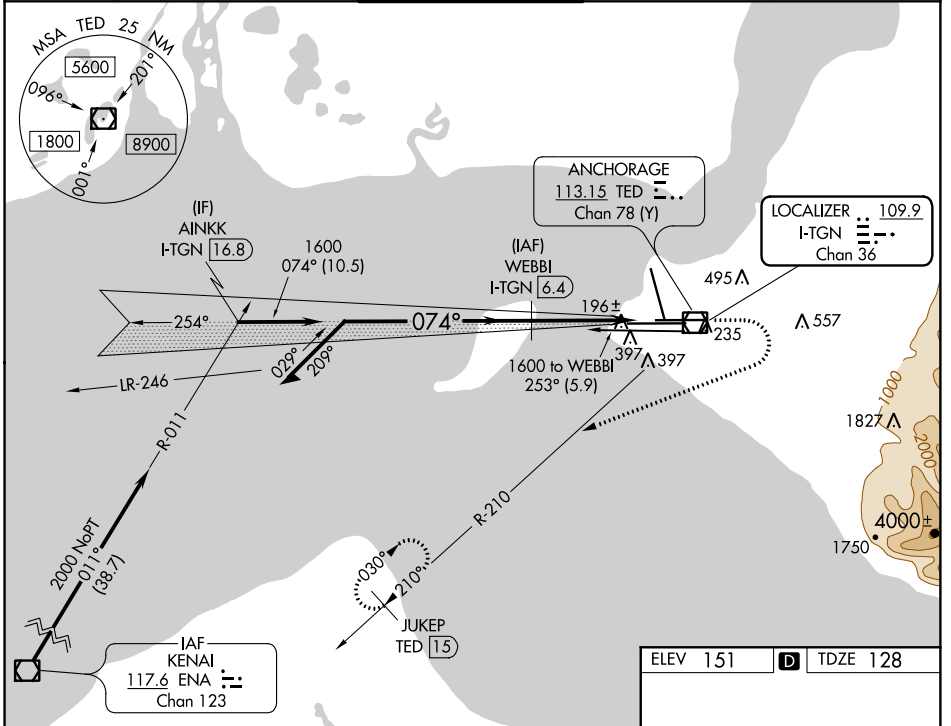 MSA TED 25 NM
5600
201°
096°
1800
8900
001°
ANCHORAGE
113.15 TED
Chan 78 (Y)
LOCALIZER 109.9
I-TGN
Chan 36
(IF)
AINKK
I-TGN 16.8
1600
074° (10.5)
(IAF)
WEBBI
I-TGN 6.4
495
196±
254°
074°
235
557
397
397
029°
209°
1600 to WEBBI
253° (5.9)
LR-246
1000
R-011
1827
2000
R-210
4000±
1750
2000 NoPT
011°
(38.7)
030°
210°
JUKEP
TED 15
IAF
KENAI
117.6 ENA
Chan 123
ELEV 151 D TDZE 128